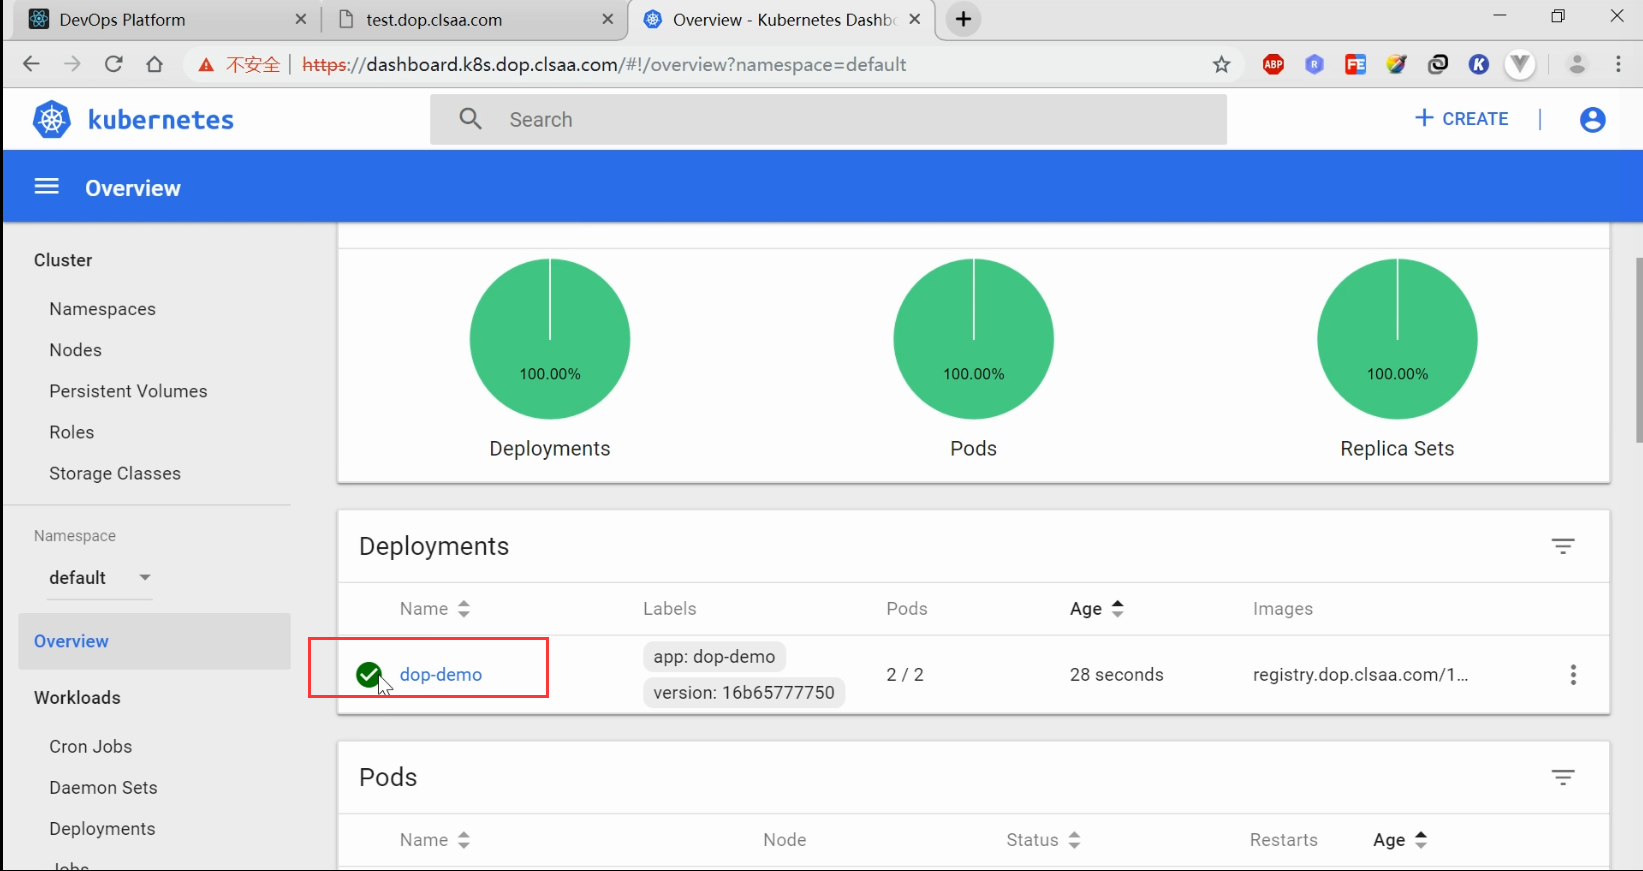 DevOps Platform
test.dop.clsaa.com
Overview - Kubernetes Dashb
不安全
https://dashboard.k8s.dop.clsaa.com/#!/overview?namespace=default
ABP
R
FE
K
kubernetes
Search
+ CREATE
Overview
Cluster
Namespaces
Nodes
Persistent Volumes
Roles
Storage Classes
Namespace
default
Overview
Workloads
Cron Jobs
Daemon Sets
Deployments
Jobs
100.00%
100.00%
100.00%
Deployments
Pods
Replica Sets
Deployments
Name
Labels
Pods
Age
Images
dop-demo
app: dop-demo
version: 16b65777750
2 / 2
28 seconds
registry.dop.clsaa.com/1...
Pods
Name
Node
Status
Restarts
Age